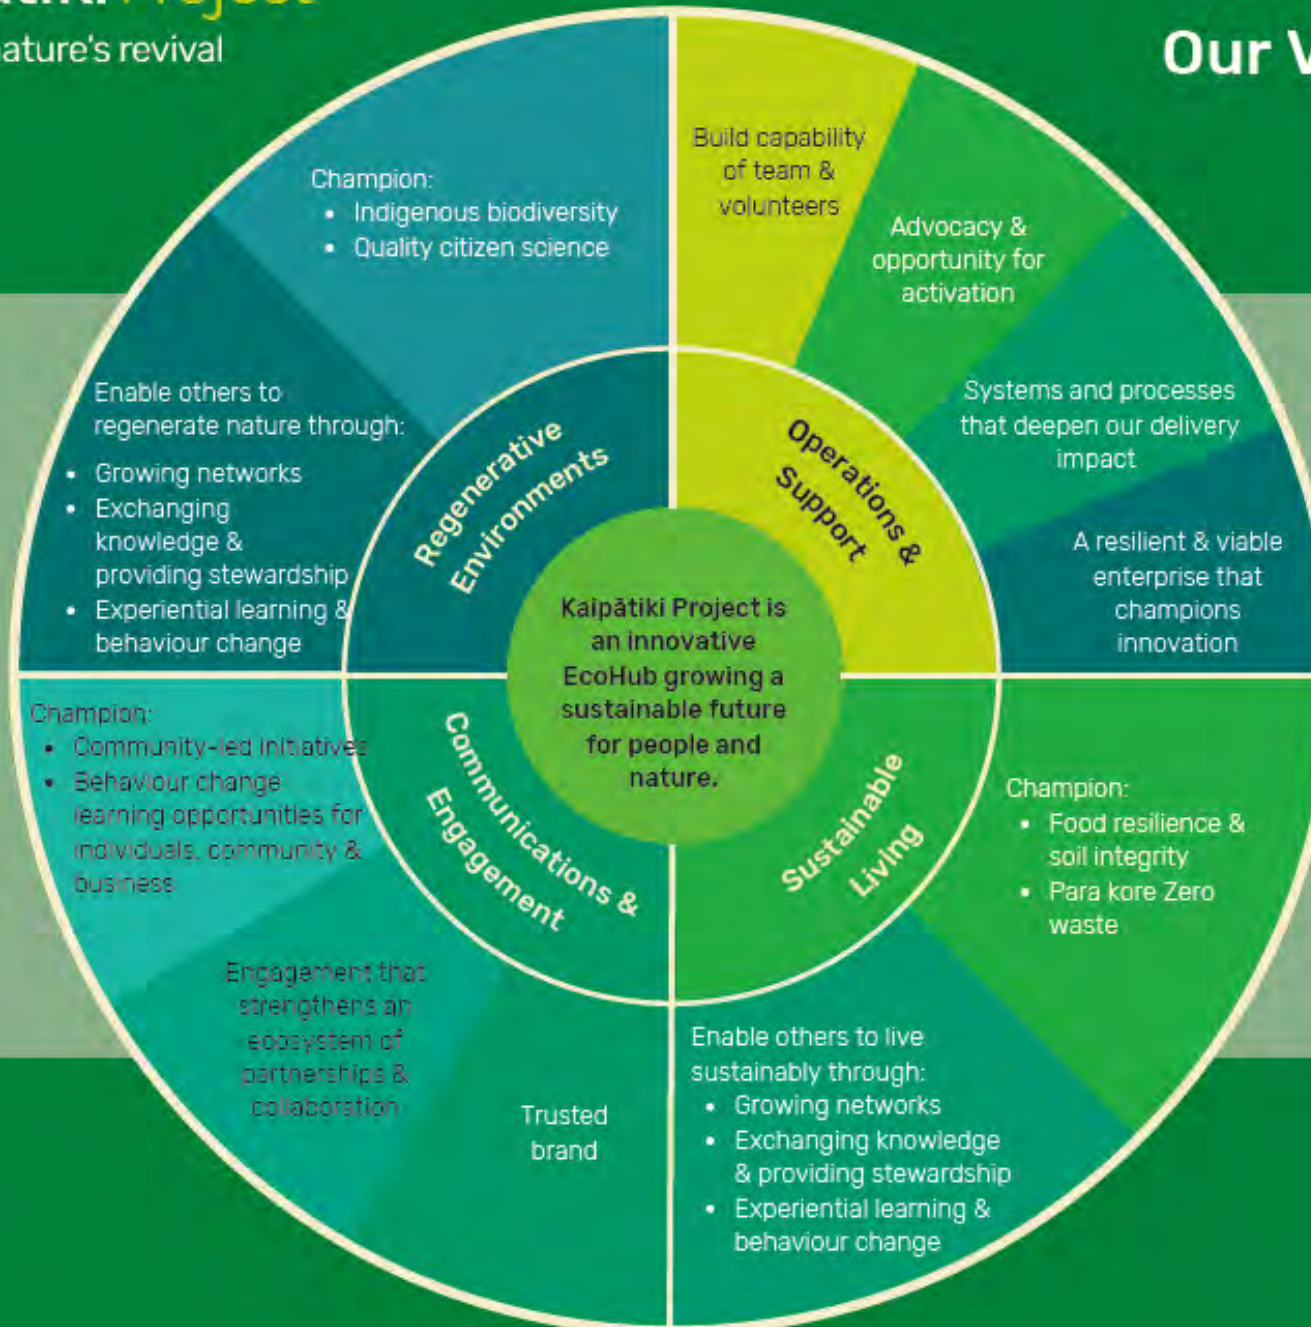 Project
nature's revival
Our
Champion:
• Indigenous biodiversity
• Quality citizen science
Enable others to
regenerate nature through:
• Growing networks
• Exchanging
knowledge &
providing stewardship
• Experiential learning &
behaviour change
Build capability
of team &
volunteers
Advocacy &
opportunity for
activation
Systems and processes
that deepen our delivery
impact
A resilient & viable
enterprise that
champions
innovation
Regenerative
Environments
Operations &
Support
Kaipātiki Project is
an innovative
EcoHub growing a
sustainable future
for people and
nature.
Communications &
Engagement
Sustainable
Living
Champion:
• Community-led initiatives
• Behaviour change
learning opportunities for
individuals, community &
business
Engagement that
strengthens an
ecosystem of
partnerships &
collaboration
Trusted
brand
Enable others to live
sustainably through:
• Growing networks
• Exchanging knowledge
& providing stewardship
• Experiential learning &
behaviour change
Champion:
• Food resilience &
soil integrity
• Para kore Zero
waste